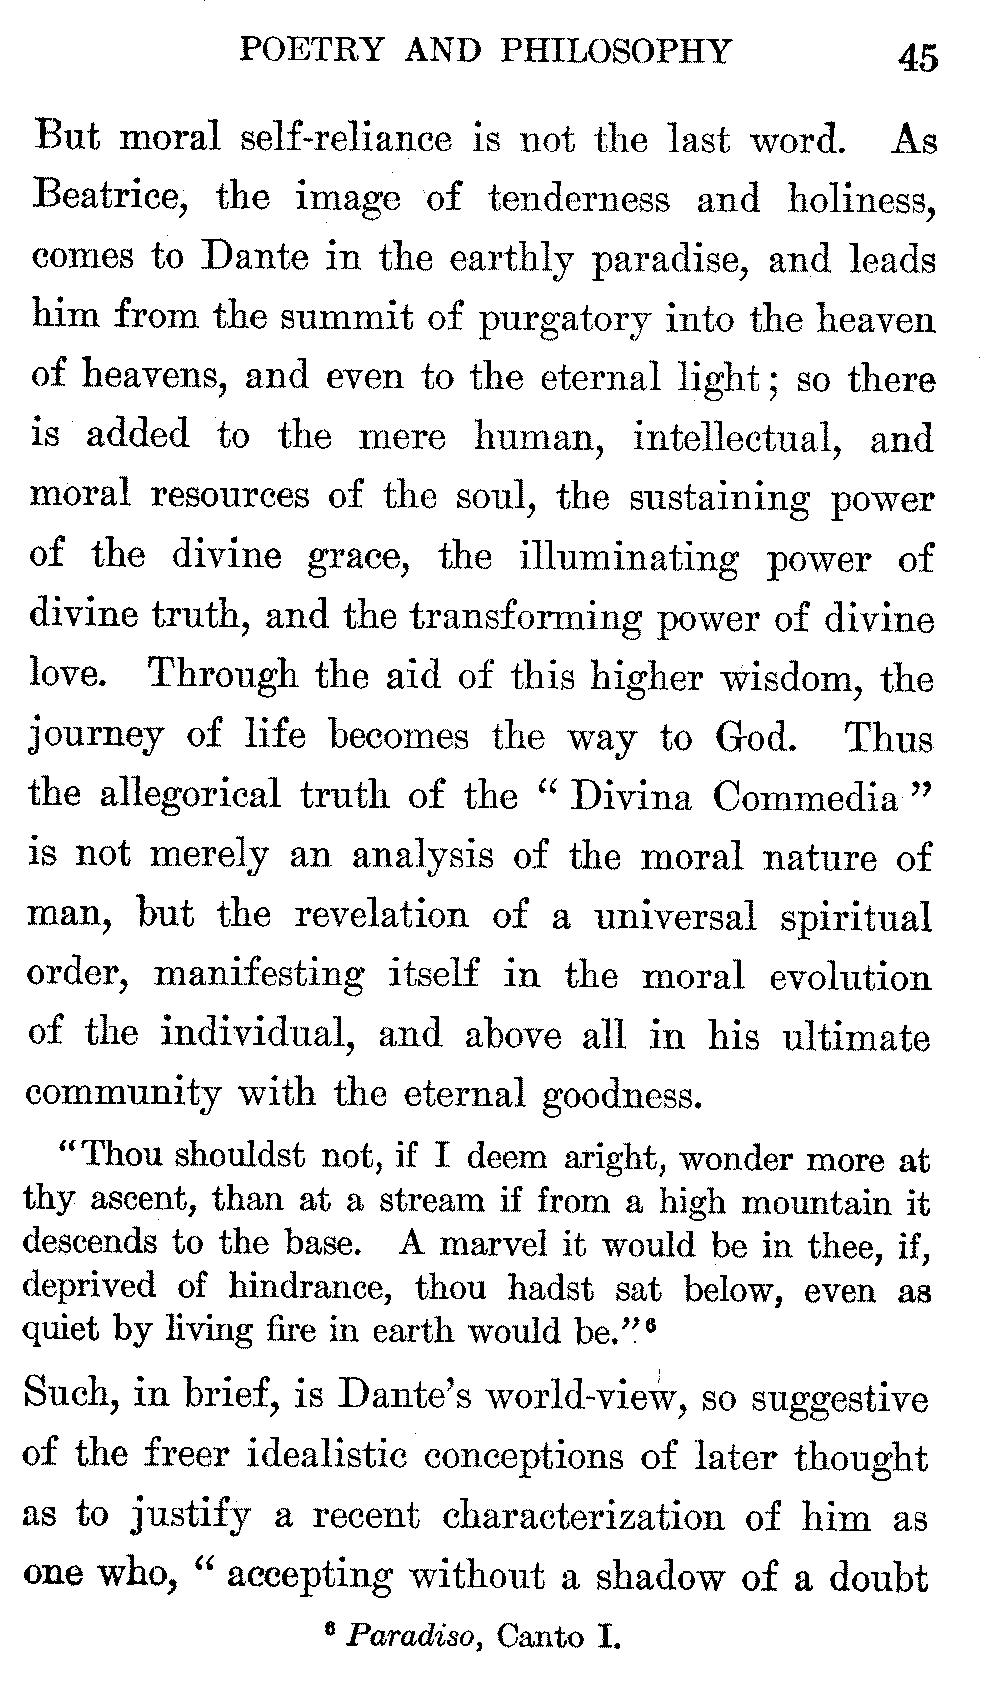 POETRY AND PHILOSOPHY 45
But moral self-reliance is not the last word. As
Beatrice, the image of tenderness and holiness,
comes to Dante in the earthly paradise, and leads
him from the summit of purgatory into the heaven
of heavens, and even to the eternal light; so there
is added to the mere human, intellectual, and
moral resources of the soul, the sustaining power
of the divine grace, the illuminating power of
divine truth, and the transforming power of divine
love. Through the aid of this higher wisdom, the
journey of life becomes the way to God. Thus
the allegorical truth of the “ Divina Commedia ”
is not merely an analysis of the moral nature of
man, but the revelation of a universal spiritual
order, manifesting itself in the moral evolution
of the individual, and above all in his ultimate
community with the eternal goodness.
“Thou shouldst not, if I deem aright, wonder more at
thy ascent, than at a stream if from a high mountain it
descends to the base. A marvel it would be in thee, if,
deprived of hindrance, thou hadst sat below, even as
quiet by living fire in earth would be.”⁶
Such, in brief, is Dante’s world-view, so suggestive
of the freer idealistic conceptions of later thought
as to justify a recent characterization of him as
one who, “ accepting without a shadow of a doubt
⁶ Paradiso, Canto I.